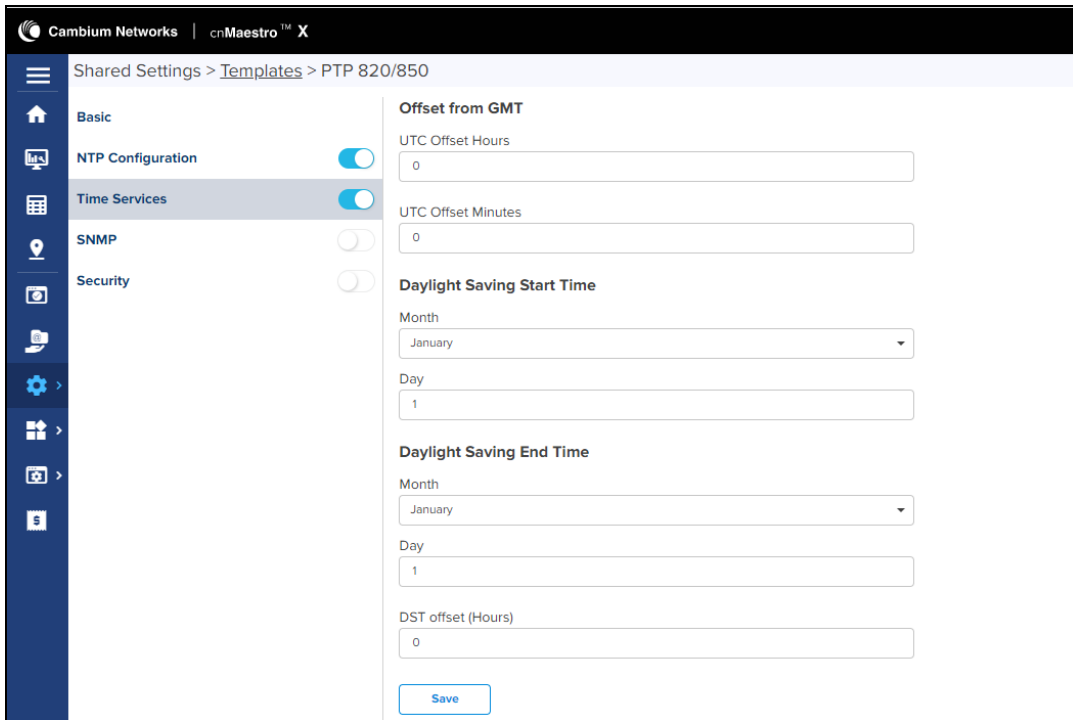 Cambium Networks | cnMaestro™ X
Shared Settings > Templates > PTP 820/850
Basic
NTP Configuration
Time Services
SNMP
Security
Offset from GMT
UTC Offset Hours
0
UTC Offset Minutes
0
Daylight Saving Start Time
Month
January
Day
1
Daylight Saving End Time
Month
January
Day
1
DST offset (Hours)
0
Save